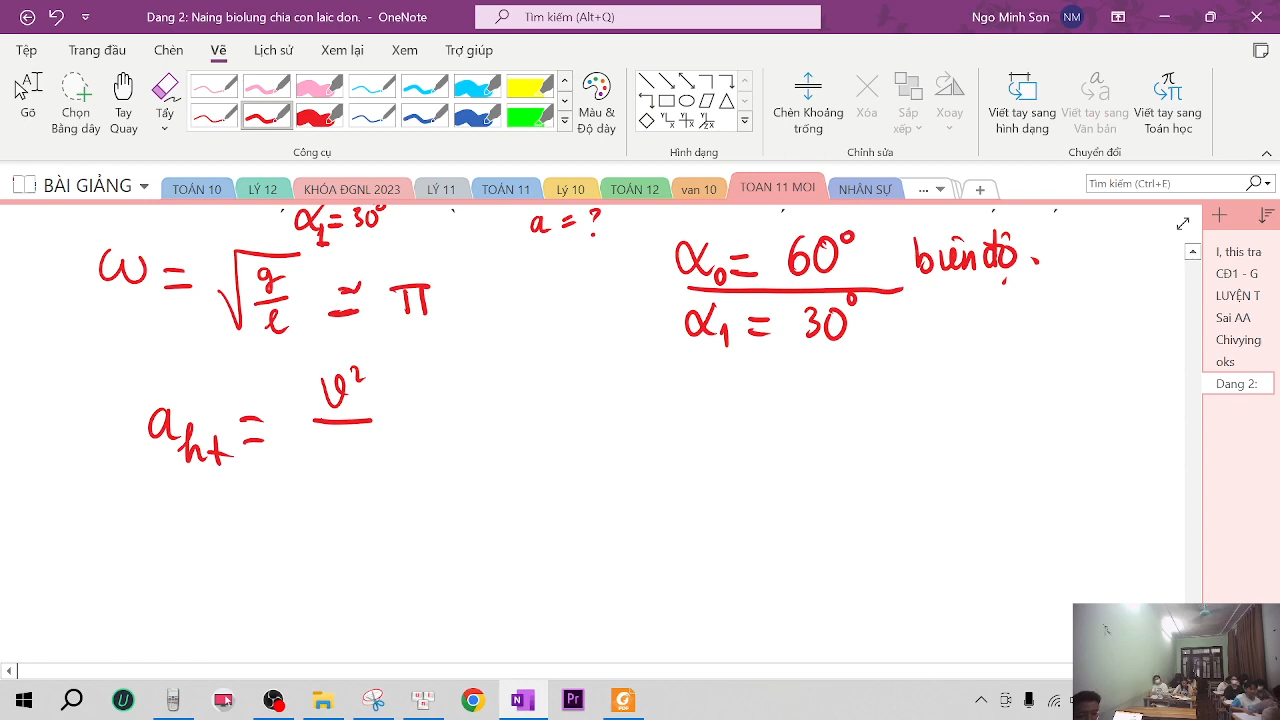 Dang 2: Naing biolung chia con laic don. - OneNote
Tìm kiếm (Alt+Q)
Ngo Minh Son NM
Tệp Trang đầu Chèn Vẽ Lịch sử Xem lại Xem Trợ giúp
Gõ
Chọn Bằng dây
Tay Quay
Tẩy
Màu & Độ dày
Chèn Khoảng trống
Xóa
Sắp xếp
Xoay
Viết tay sang hình dạng
Viết tay sang Văn bản
Viết tay sang Toán học
Công cụ
Hình dạng
Chỉnh sửa
Chuyển đổi
BÀI GIẢNG
TOÁN 10
LÝ 12
KHÓA ĐGNL 2023
LÝ 11
TOÁN 11
Lý 10
TOÁN 12
van 10
TOAN 11 MOI
NHÂN SỰ
...
Tìm kiếm (Ctrl+E)
α₁ = 30°
a = ?
ω = √(g/l) ≃ π
α₀ = 60° biên độ.
α₁ = 30°
a_ht = v²
I, this tra
CĐ1 - G
LUYỆN T
Sai AA
Chivying
oks
Dang 2: